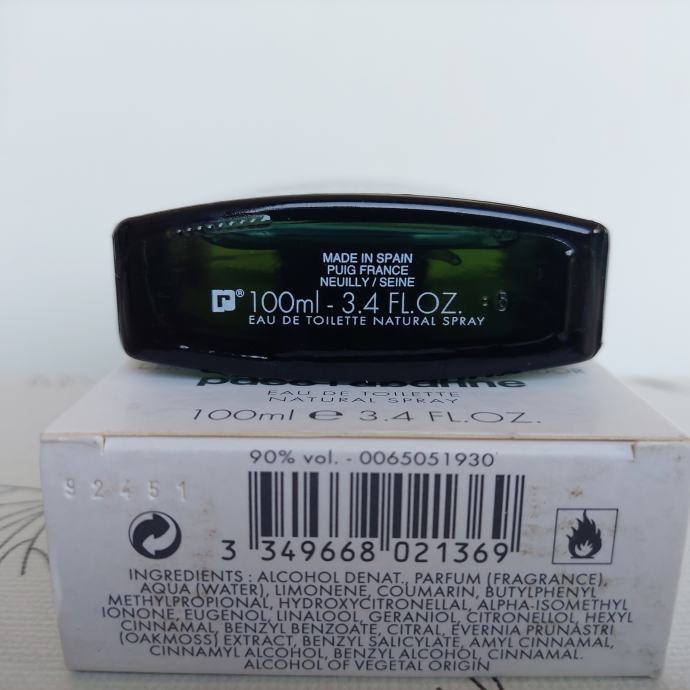 MADE IN SPAIN
PUIG FRANCE
NEUILLY / SEINE
r® 100ml - 3.4 FL.OZ.
EAU DE TOILETTE NATURAL SPRAY
paco rabanne
EAU DE TOILETTE
NATURAL SPRAY
100ml e 3.4 FL.OZ.
90% vol. - 0065051930
92451
3 349668 021369
INGREDIENTS : ALCOHOL DENAT., PARFUM (FRAGRANCE),
AQUA (WATER), LIMONENE, COUMARIN, BUTYLPHENYL
METHYLPROPIONAL, HYDROXYCITRONELLAL, ALPHA-ISOMETHYL
IONONE, EUGENOL, LINALOOL, GERANIOL, CITRONELLOL, HEXYL
CINNAMAL, BENZYL BENZOATE, CITRAL, EVERNIA PRUNASTRI
(OAKMOSS) EXTRACT, BENZYL SALICYLATE, AMYL CINNAMAL,
CINNAMYL ALCOHOL, BENZYL ALCOHOL, CINNAMAL.
ALCOHOL OF VEGETAL ORIGIN